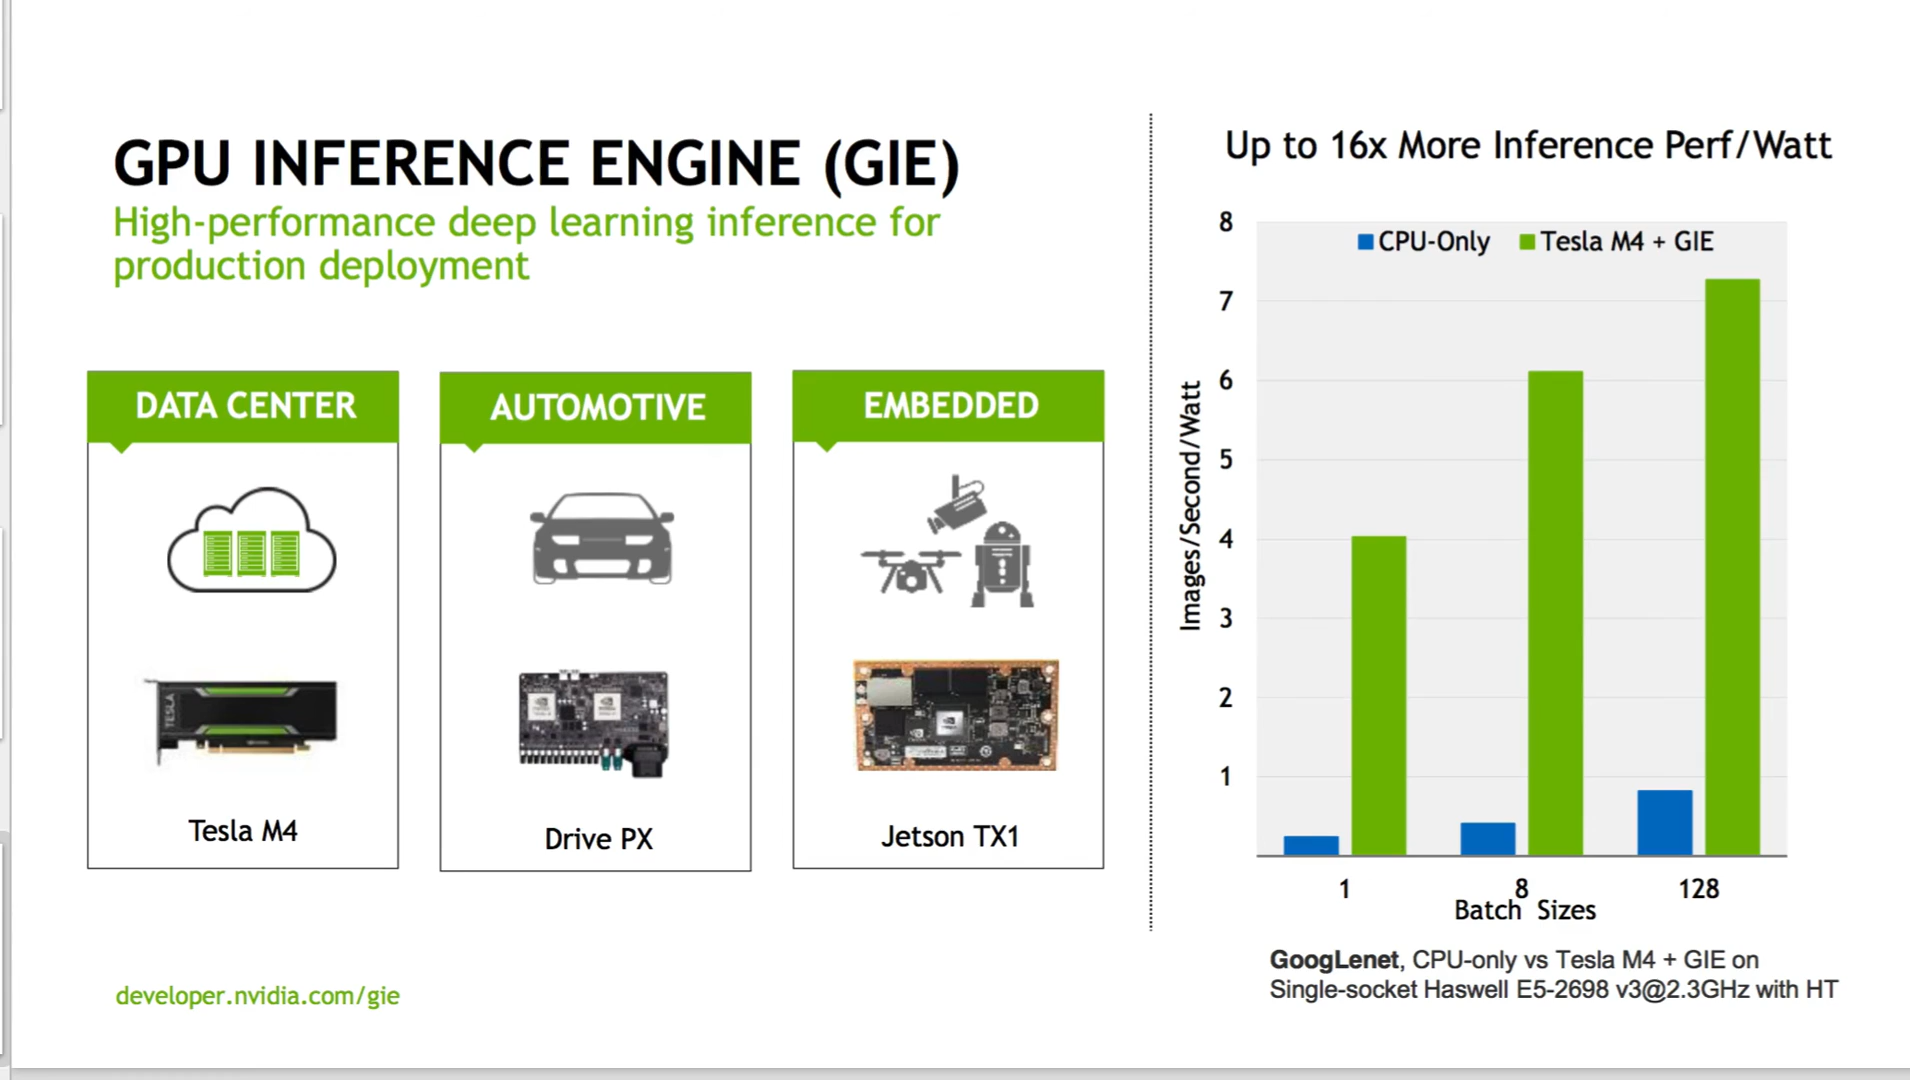 GPU INFERENCE ENGINE (GIE)
High-performance deep learning inference for
production deployment
DATA CENTER
TESLA
Tesla M4
AUTOMOTIVE
Drive PX
EMBEDDED
Jetson TX1
developer.nvidia.com/gie
Up to 16x More Inference Perf/Watt
CPU-Only
Tesla M4 + GIE
Images/Second/Watt
8
7
6
5
4
3
2
1
1
8
128
Batch Sizes
GoogLenet, CPU-only vs Tesla M4 + GIE on
Single-socket Haswell E5-2698 v3@2.3GHz with HT